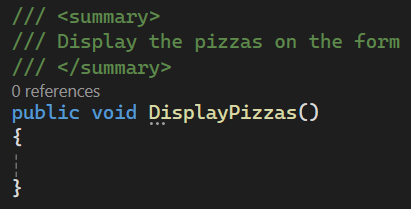 /// <summary>
/// Display the pizzas on the form
/// </summary>
0 references
public void DisplayPizzas()
{
}